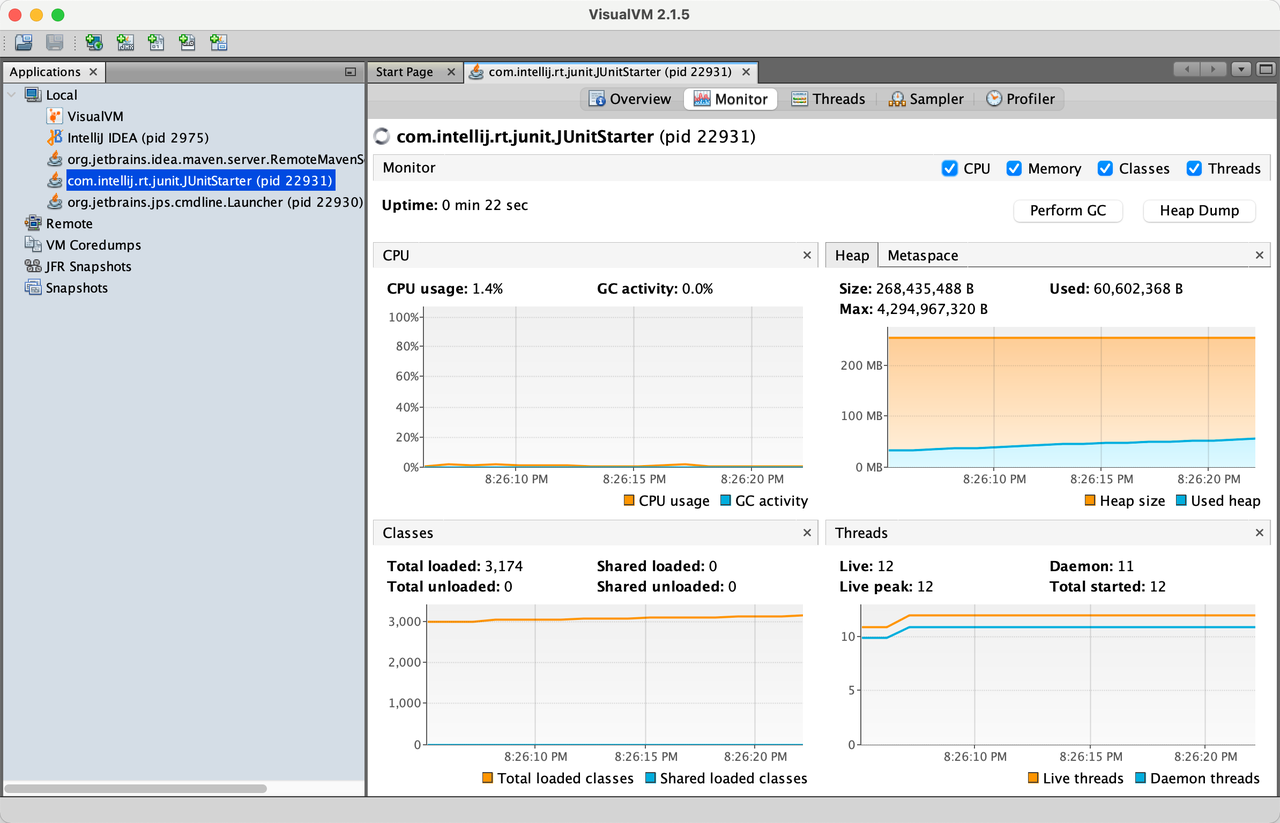 VisualVM 2.1.5
Applications
Local
VisualVM
IntelliJ IDEA (pid 2975)
org.jetbrains.idea.maven.server.RemoteMavenS
com.intellij.rt.junit.JUnitStarter (pid 22931)
org.jetbrains.jps.cmdline.Launcher (pid 22930)
Remote
VM Coredumps
JFR Snapshots
Snapshots
Start Page com.intellij.rt.junit.JUnitStarter (pid 22931)
Overview Monitor Threads Sampler Profiler
com.intellij.rt.junit.JUnitStarter (pid 22931)
Monitor CPU Memory Classes Threads
Uptime: 0 min 22 sec
Perform GC Heap Dump
CPU
CPU usage: 1.4% GC activity: 0.0%
100%
80%
60%
40%
20%
0%
8:26:10 PM 8:26:15 PM 8:26:20 PM
CPU usage GC activity
Heap Metaspace
Size: 268,435,488 B Used: 60,602,368 B
Max: 4,294,967,320 B
200 MB
100 MB
0 MB
8:26:10 PM 8:26:15 PM 8:26:20 PM
Heap size Used heap
Classes
Total loaded: 3,174 Shared loaded: 0
Total unloaded: 0 Shared unloaded: 0
3,000
2,000
1,000
0
8:26:10 PM 8:26:15 PM 8:26:20 PM
Total loaded classes Shared loaded classes
Threads
Live: 12 Daemon: 11
Live peak: 12 Total started: 12
10
5
0
8:26:10 PM 8:26:15 PM 8:26:20 PM
Live threads Daemon threads